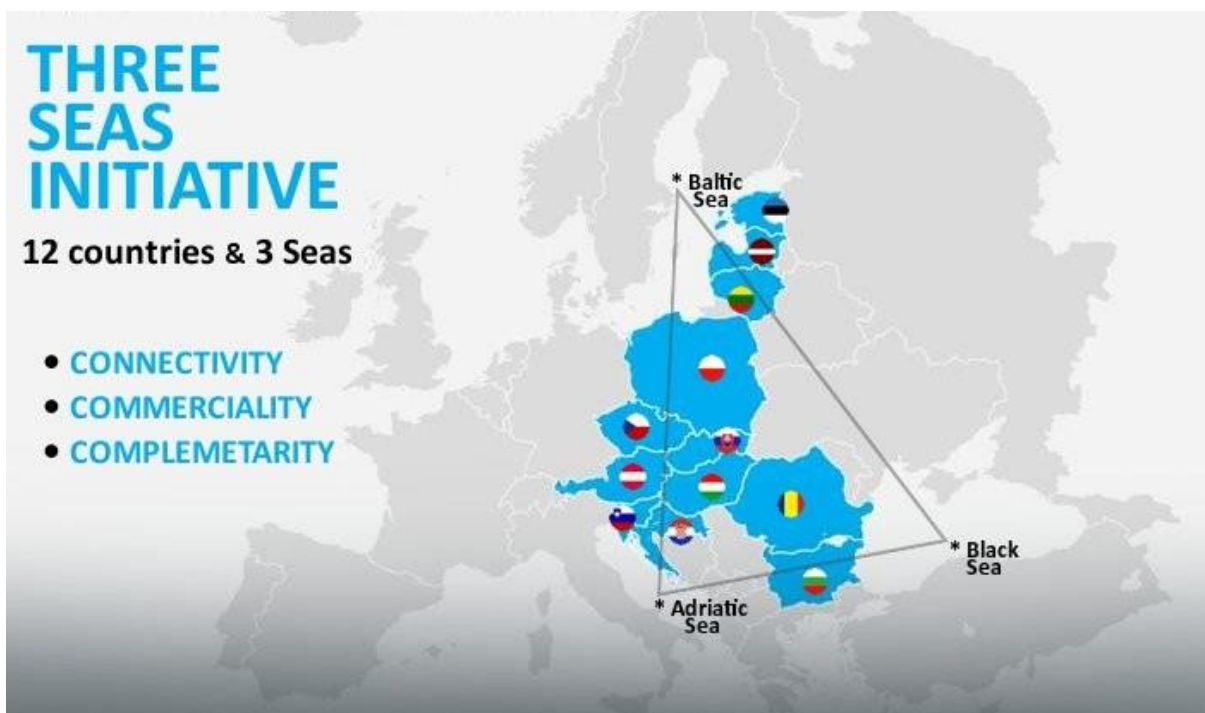 THREE
SEAS
INITIATIVE
12 countries & 3 Seas
• CONNECTIVITY
• COMMERCIALITY
• COMPLEMETARITY
* Baltic
Sea
* Black
Sea
* Adriatic
Sea